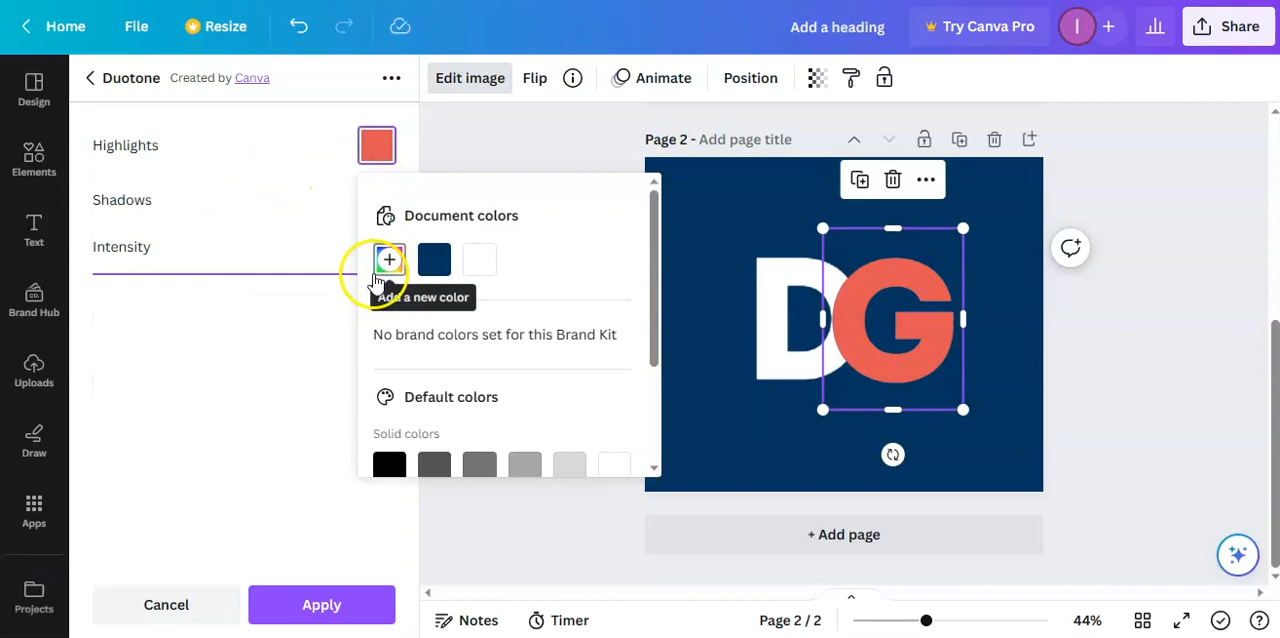 Home
File
Resize
Add a heading
Try Canva Pro
I
Share
Design
Elements
Text
Brand Hub
Uploads
Draw
Apps
Projects
Duotone Created by Canva
Highlights
Shadows
Intensity
Document colors
Add a new color
No brand colors set for this Brand Kit
Default colors
Solid colors
Cancel
Apply
Edit image
Flip
Animate
Position
Page 2 - Add page title
DG
+ Add page
Notes
Timer
Page 2 / 2
44%